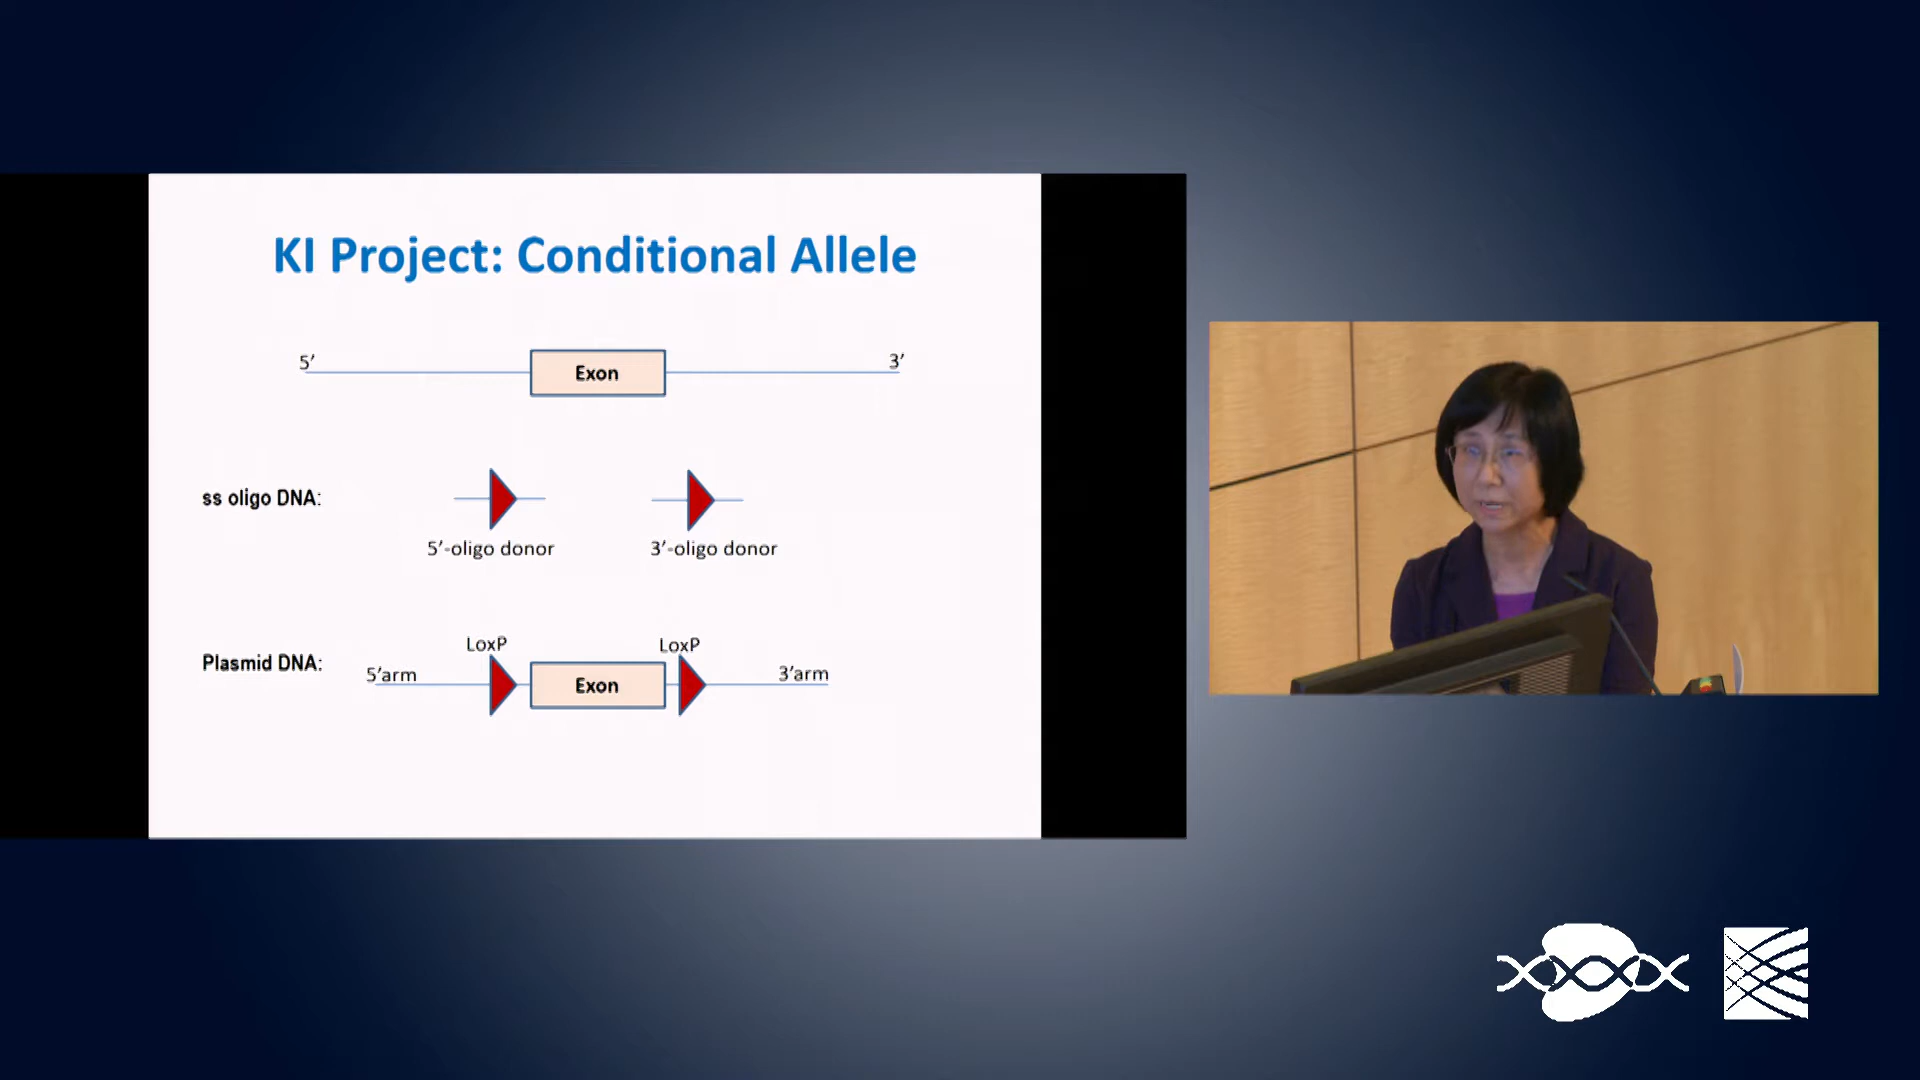 KI Project: Conditional Allele
5’
Exon
3’
ss oligo DNA:
5’-oligo donor
3’-oligo donor
LoxP
LoxP
Plasmid DNA:
5’arm
Exon
3’arm